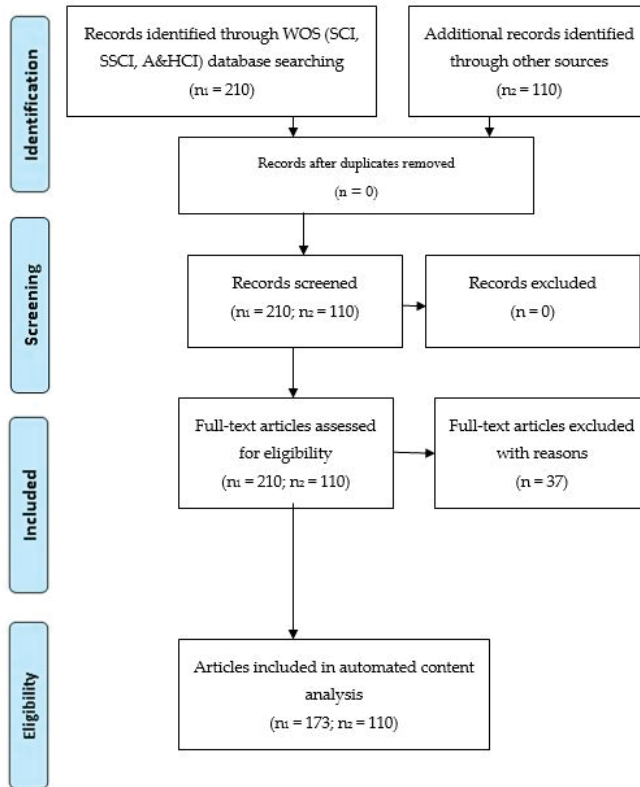 Identification
Records identified through WOS (SCI,
SSCI, A&HCI) database searching
(n₁ = 210)
Additional records identified
through other sources
(n₂ = 110)
Records after duplicates removed
(n = 0)
Screening
Records screened
(n₁ = 210; n₂ = 110)
Records excluded
(n = 0)
Included
Full-text articles assessed
for eligibility
(n₁ = 210; n₂ = 110)
Full-text articles excluded
with reasons
(n = 37)
Eligibility
Articles included in automated content
analysis
(n₁ = 173; n₂ = 110)